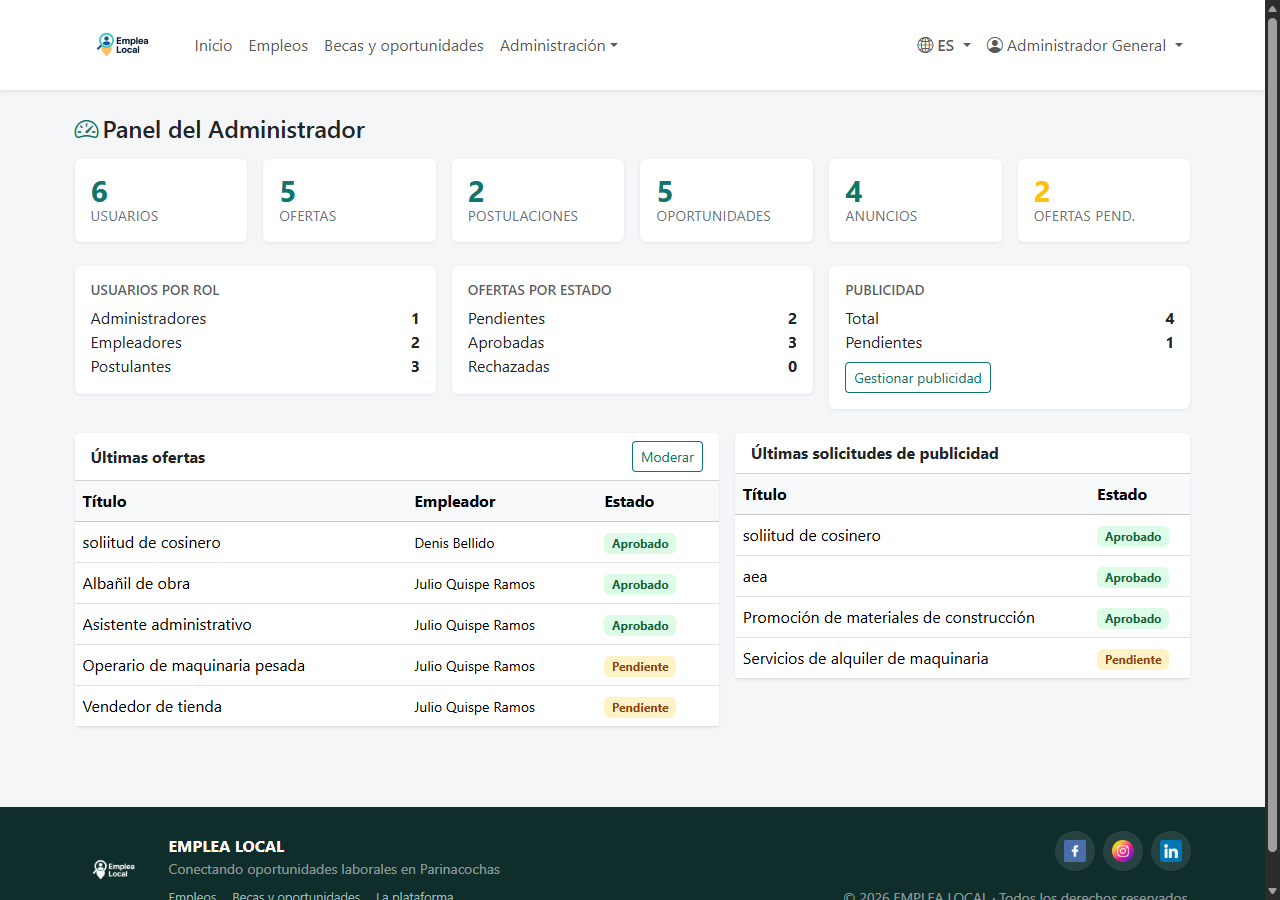 Emplea Local
Inicio Empleos Becas y oportunidades Administración ES Administrador General
Panel del Administrador
6 5 2 5 4 2
USUARIOS OFERTAS POSTULACIONES OPORTUNIDADES ANUNCIOS OFERTAS PEND.
USUARIOS POR ROL
Administradores 1
Empleadores 2
Postulantes 3
OFERTAS POR ESTADO
Pendientes 2
Aprobadas 3
Rechazadas 0
PUBLICIDAD
Total 4
Pendientes 1
Gestionar publicidad
Últimas ofertas Moderar
Título Empleador Estado
soliitud de cosinero Denis Bellido Aprobado
Albañil de obra Julio Quispe Ramos Aprobado
Asistente administrativo Julio Quispe Ramos Aprobado
Operario de maquinaria pesada Julio Quispe Ramos Pendiente
Vendedor de tienda Julio Quispe Ramos Pendiente
Últimas solicitudes de publicidad
Título Estado
soliitud de cosinero Aprobado
aea Aprobado
Promoción de materiales de construcción Aprobado
Servicios de alquiler de maquinaria Pendiente
Emplea Local
EMPLEA LOCAL
Conectando oportunidades laborales en Parinacochas
Empleos Becas y oportunidades La plataforma
© 2026 EMPLEA LOCAL · Todos los derechos reservados